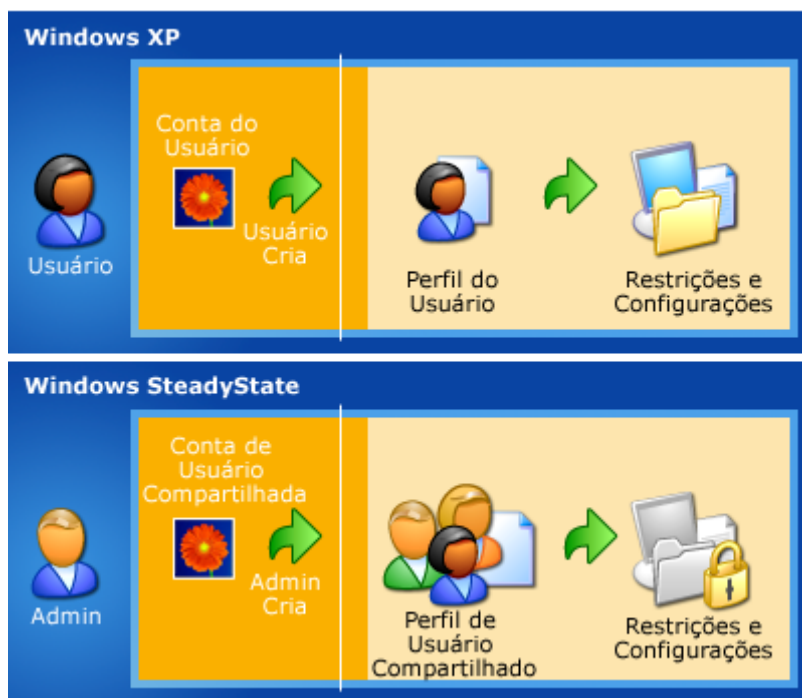 Windows XP
Conta do
Usuário
Usuário
Cria
Usuário
Perfil do
Usuário
Restrições e
Configurações
Windows SteadyState
Conta de
Usuário
Compartilhada
Admin
Cria
Admin
Perfil de
Usuário
Compartilhado
Restrições e
Configurações